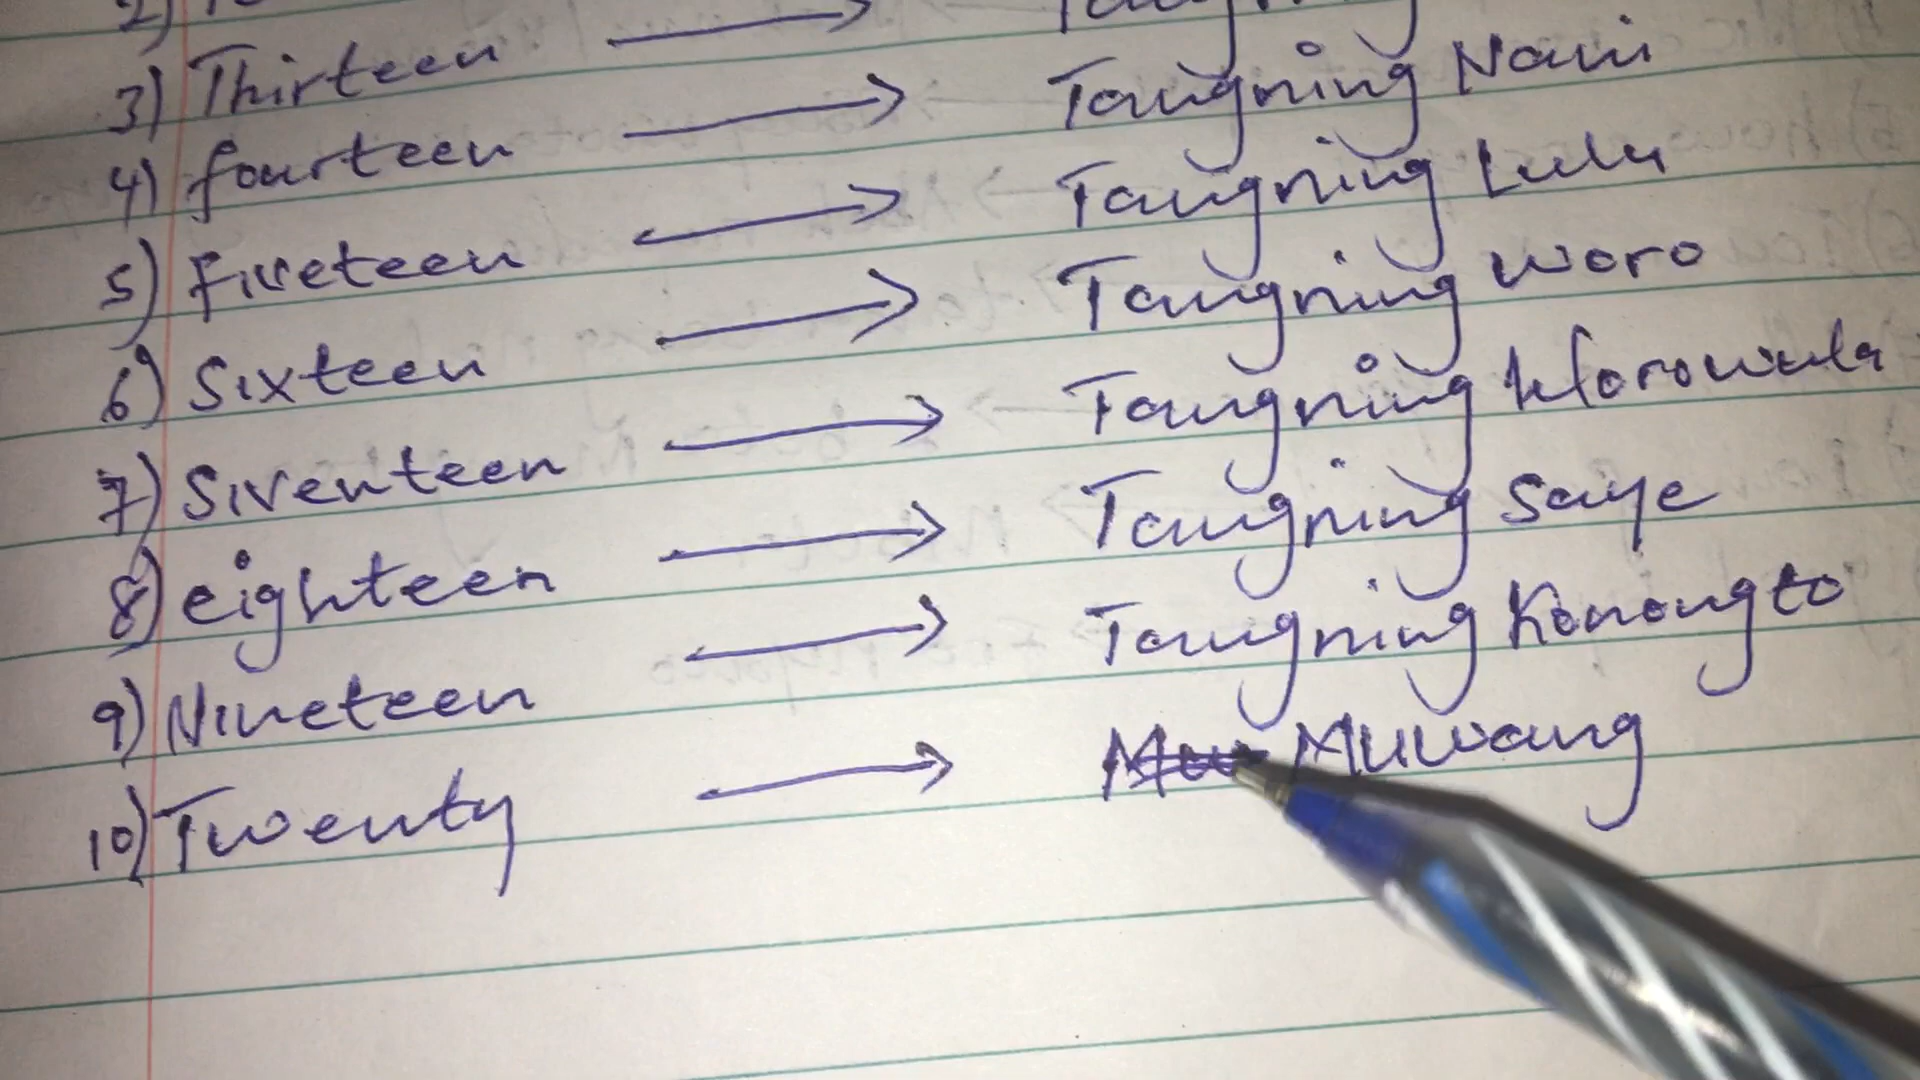 3) Thirteen → Taugning Nani
4) fourteen → Taugning Lulu
5) Fiveteen → Taugning Woro
6) Sixteen → Taugning Worowula
7) Siventeen → Taugning Saye
8) eighteen → Taugning Konongto
9) Nineteen → Muwang
10) Twenty